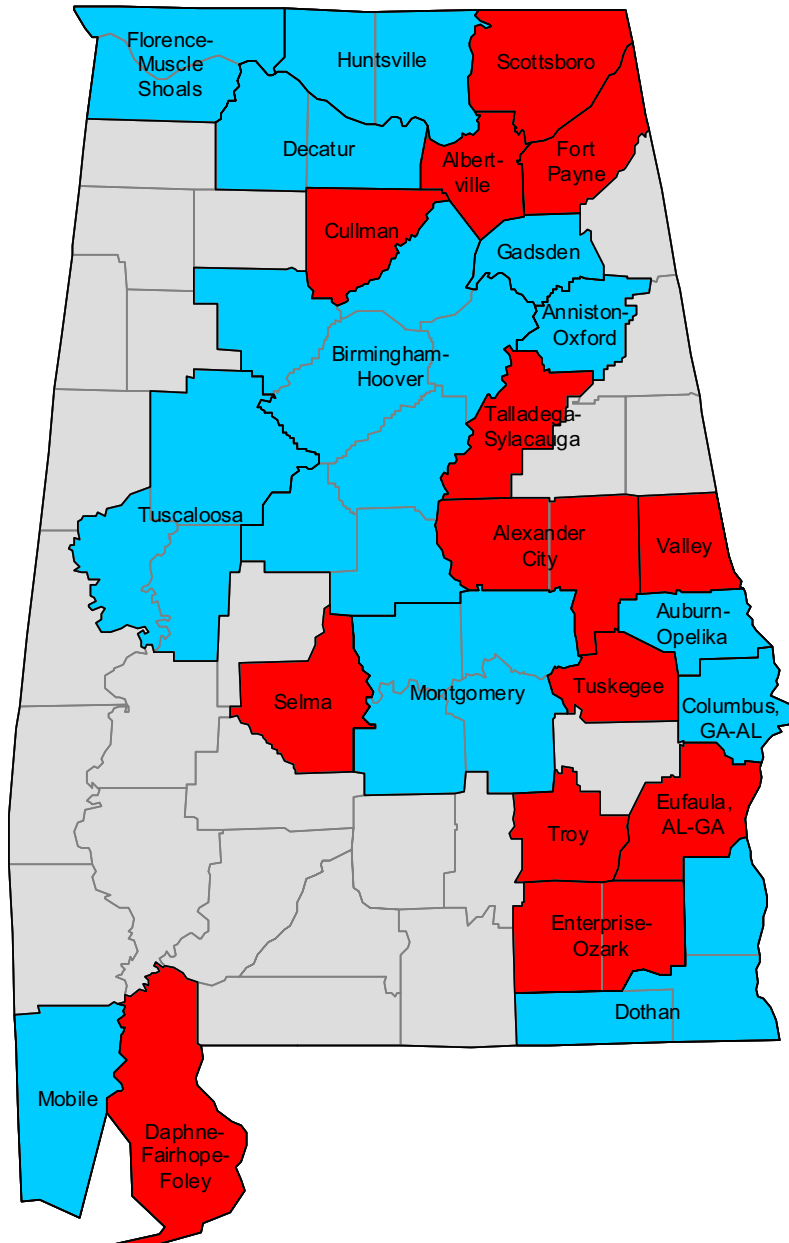 Florence-
Muscle
Shoals
Huntsville
Scottsboro
Decatur
Albert-
ville
Fort
Payne
Cullman
Gadsden
Anniston-
Oxford
Birmingham-
Hoover
Talladega-
Sylacauga
Tuscaloosa
Alexander
City
Valley
Auburn-
Opelika
Selma
Montgomery
Tuskegee
Columbus,
GA-AL
Troy
Eufaula,
AL-GA
Enterprise-
Ozark
Dothan
Mobile
Daphne-
Fairhope-
Foley